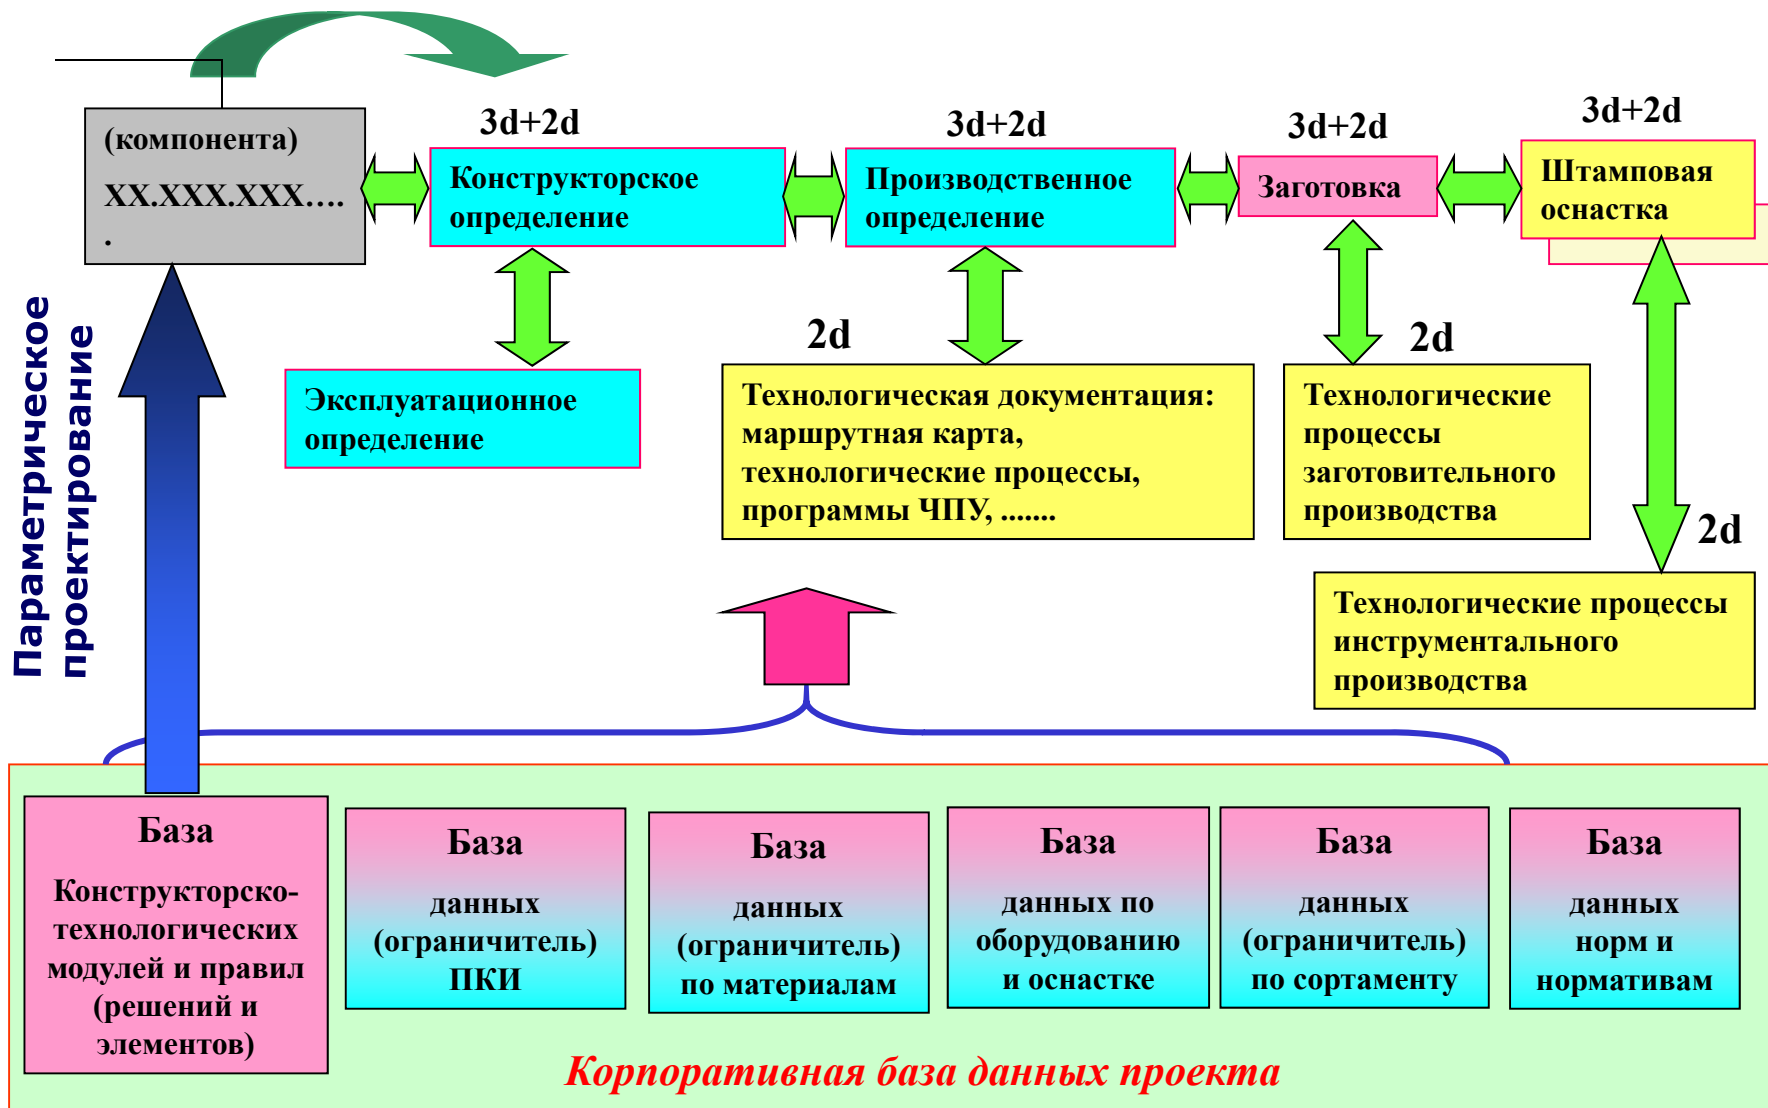 3d+2d
3d+2d
3d+2d
3d+2d
(компонента)
XX.XXX.XXX….
.
Конструкторское
определение
Производственное
определение
Заготовка
Штамповая
оснастка
Параметрическое
проектирование
2d
2d
2d
Эксплуатационное
определение
Технологическая документация:
маршрутная карта,
технологические процессы,
программы ЧПУ, .......
Технологические
процессы
заготовительного
производства
Технологические процессы
инструментального
производства
База
Конструкторско-
технологических
модулей и правил
(решений и
элементов)
База
данных
(ограничитель)
ПКИ
База
данных
(ограничитель)
по материалам
База
данных по
оборудованию
и оснастке
База
данных
(ограничитель)
по сортаменту
База
данных
норм и
нормативам
Корпоративная база данных проекта